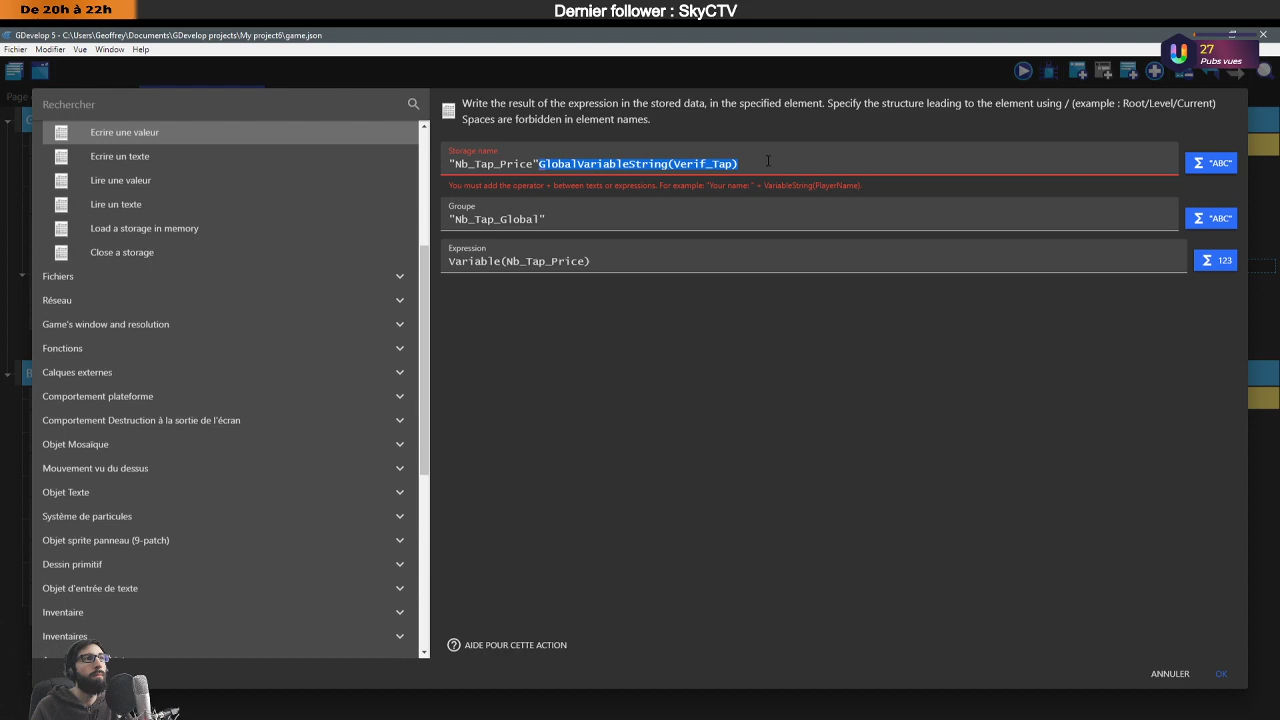 De 20h à 22h
Dernier follower : SkyCTV
GDevelop 5 - C:\Users\Geoffrey\Documents\GDevelop projects\My project6\game.json
Fichier Modifier Vue Window Help
27
Pubs vues
Rechercher
Ecrire une valeur
Ecrire un texte
Lire une valeur
Lire un texte
Load a storage in memory
Close a storage
Fichiers
Réseau
Game's window and resolution
Fonctions
Calques externes
Comportement plateforme
Comportement Destruction à la sortie de l'écran
Objet Mosaïque
Mouvement vu du dessus
Objet Texte
Système de particules
Objet sprite panneau (9-patch)
Dessin primitif
Objet d'entrée de texte
Inventaire
Inventaires
Write the result of the expression in the stored data, in the specified element. Specify the structure leading to the element using / (example : Root/Level/Current)
Spaces are forbidden in element names.
Storage name
"Nb_Tap_Price"GlobalVariableString(Verif_Tap)
Σ "ABC"
You must add the operator + between texts or expressions. For example: "Your name: " + VariableString(PlayerName).
Groupe
"Nb_Tap_Global"
Σ "ABC"
Expression
Variable(Nb_Tap_Price)
Σ 123
AIDE POUR CETTE ACTION
ANNULER OK